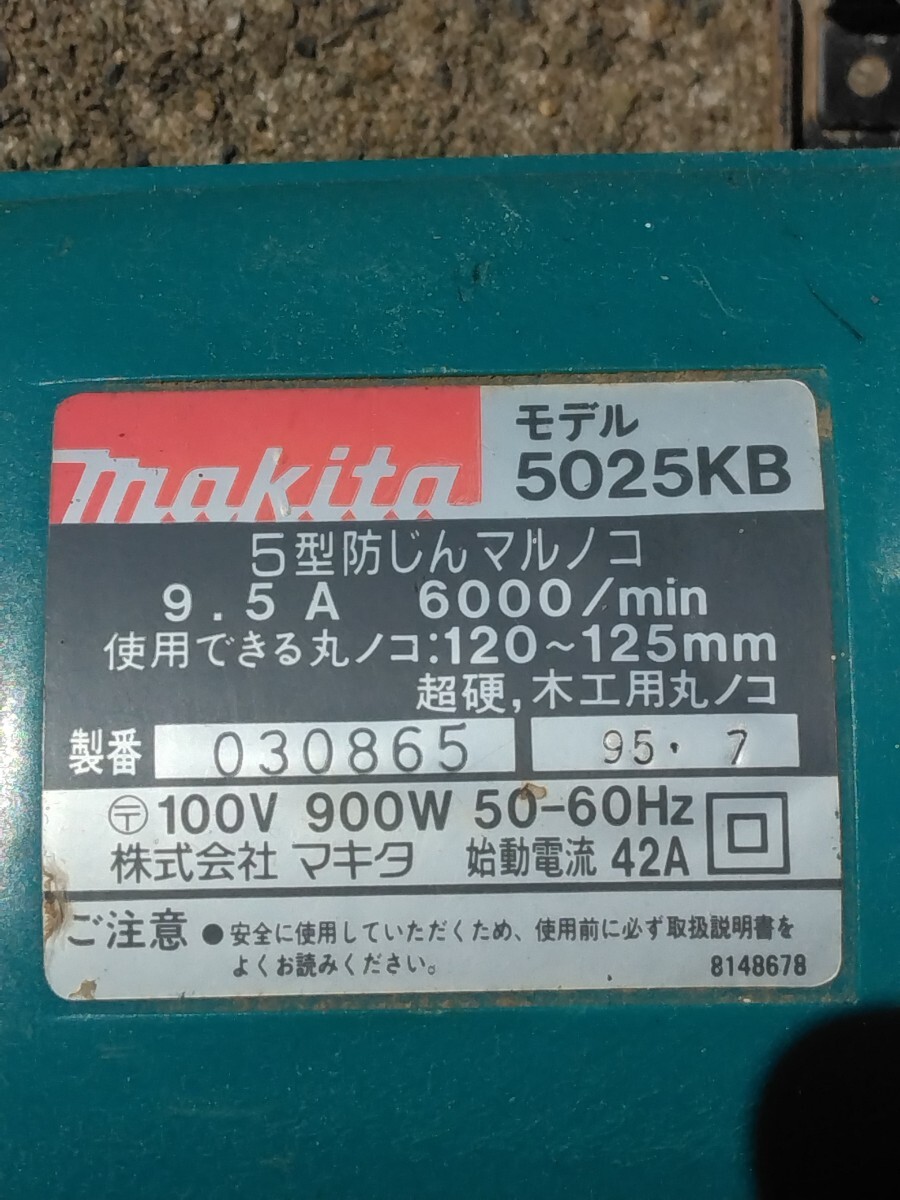 makita
モデル
5025KB
5型防じんマルノコ
9.5A 6000/min
使用できる丸ノコ:120~125mm
超硬,木工用丸ノコ
製番 030865 95. 7
〒 100V 900W 50-60Hz
株式会社 マキタ 始動電流 42A
ご注意 ●安全に使用していただくため、使用前に必ず取扱説明書を
よくお読みください。 8148678